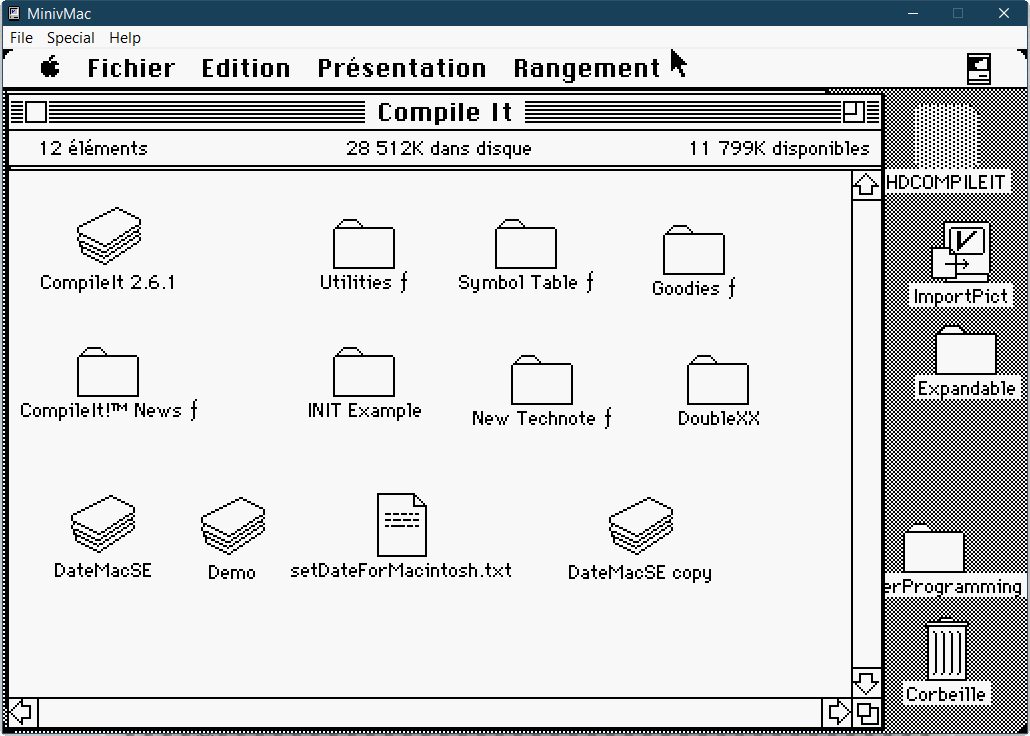 MinivMac
File Special Help
Fichier Edition Présentation Rangement
Compile It
12 éléments 28 512K dans disque 11 799K disponibles
HDCOMPILEIT
CompileIt 2.6.1 Utilities ƒ Symbol Table ƒ Goodies ƒ
ImportPict
Expandable
CompileIt!™ News ƒ INIT Example New Technote ƒ DoubleXX
DateMacSE Demo setDateForMacintosh.txt DateMacSE copy
erProgramming
Corbeille